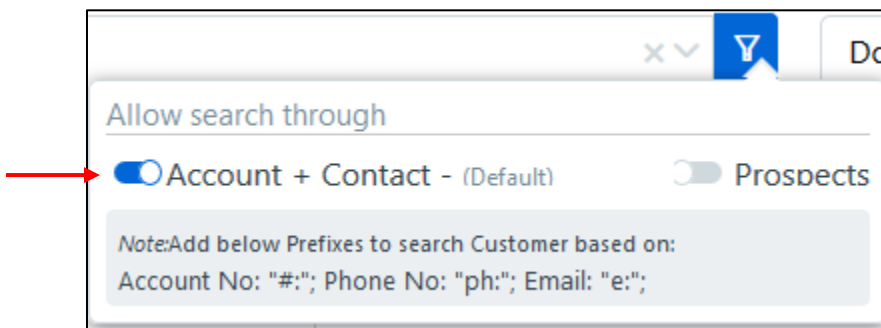 Do
Allow search through
Account + Contact - (Default) Prospects
Note:Add below Prefixes to search Customer based on:
Account No: "#:"; Phone No: "ph:"; Email: "e:";